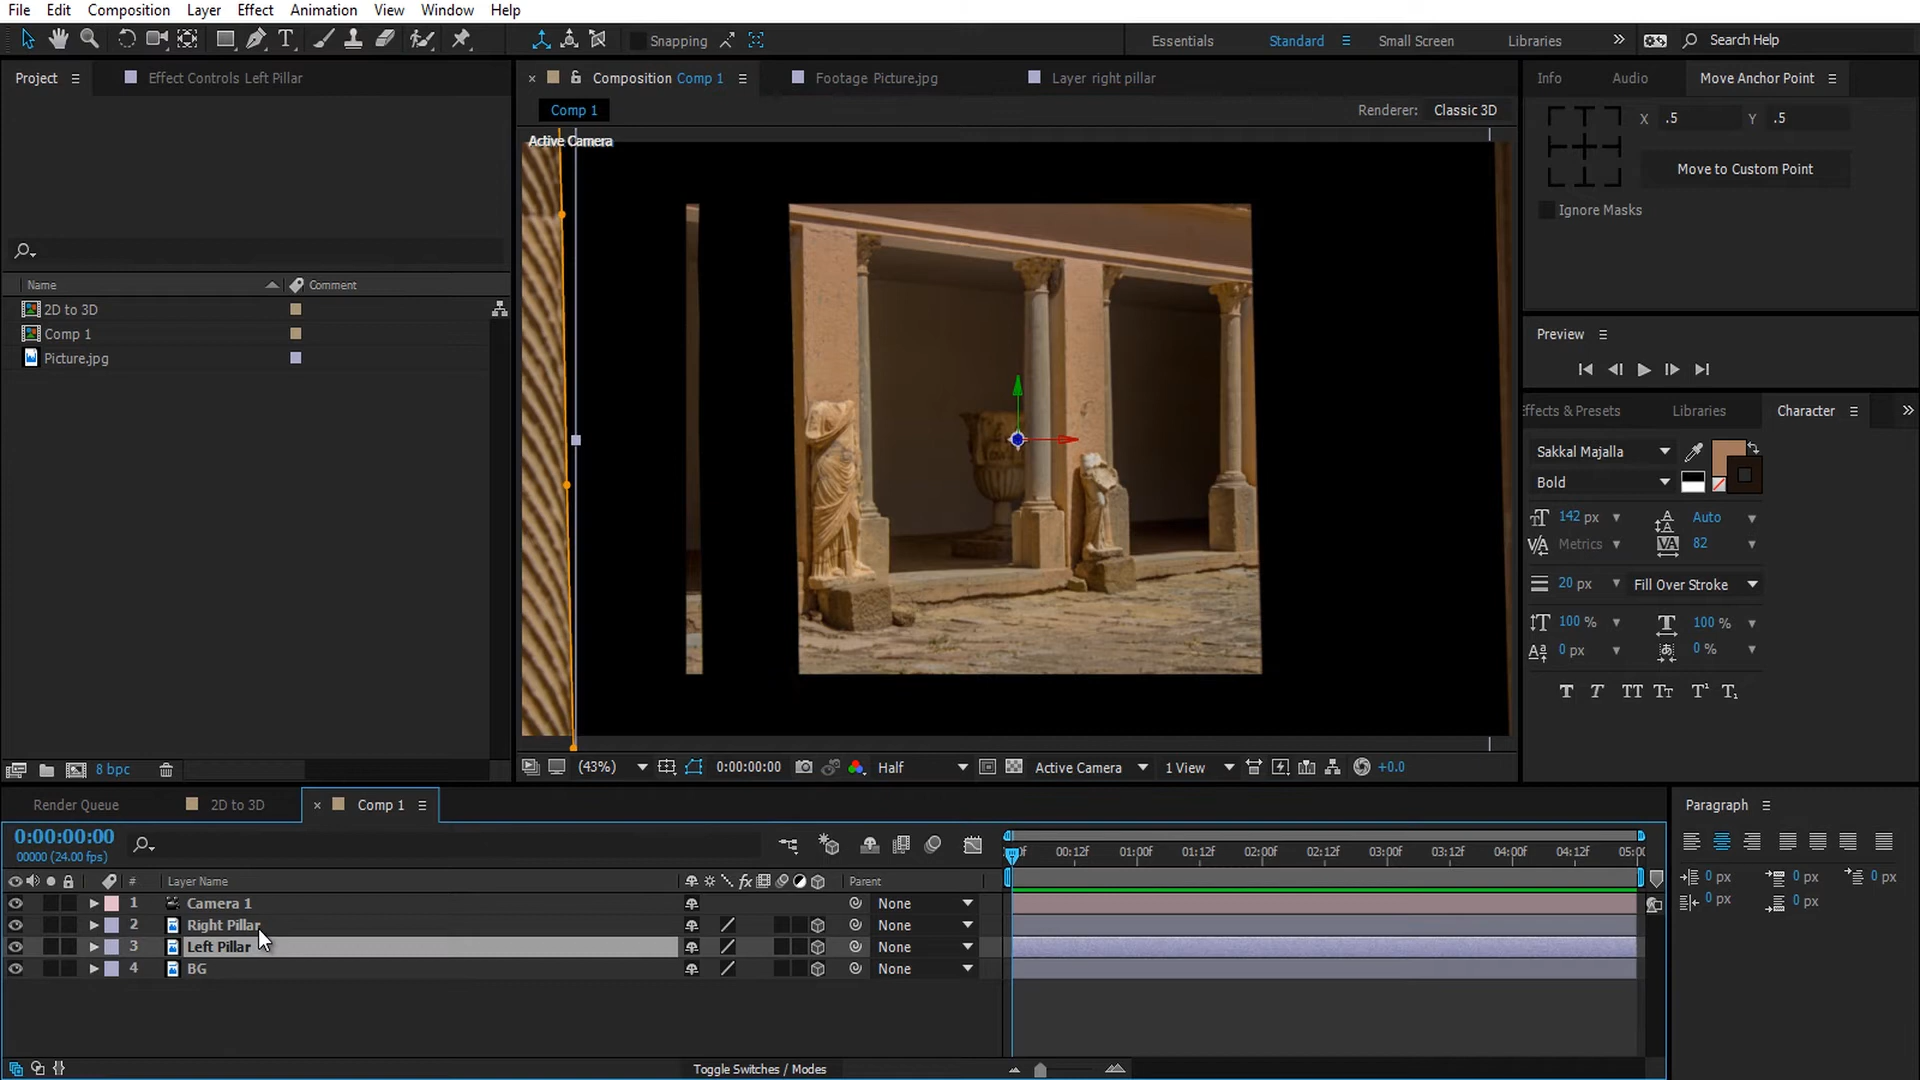 File Edit Composition Layer Effect Animation View Window Help
Snapping
Essentials Standard Small Screen Libraries Search Help
Project Effect Controls Left Pillar
Composition Comp 1 Footage Picture.jpg Layer right pillar
Info Audio Move Anchor Point
Comp 1
Renderer: Classic 3D
X .5 Y .5
Active Camera
Move to Custom Point
Ignore Masks
Name Comment
2D to 3D
Comp 1
Picture.jpg
Preview
Effects & Presets Libraries Character
Sakkal Majalla
Bold
142 px Auto
Metrics 82
20 px Fill Over Stroke
100 % 100 %
0 px 0 %
8 bpc
(43%) 0:00:00:00 Half Active Camera 1 View +0.0
Render Queue 2D to 3D Comp 1
Paragraph
0:00:00:00
00000 (24.00 fps)
00:12f 01:00f 01:12f 02:00f 02:12f 03:00f 03:12f 04:00f 04:12f 05:00
# Layer Name Parent
0 px 0 px 0 px
0 px 0 px
1 Camera 1 None
2 Right Pillar None
3 Left Pillar None
4 BG None
Toggle Switches / Modes